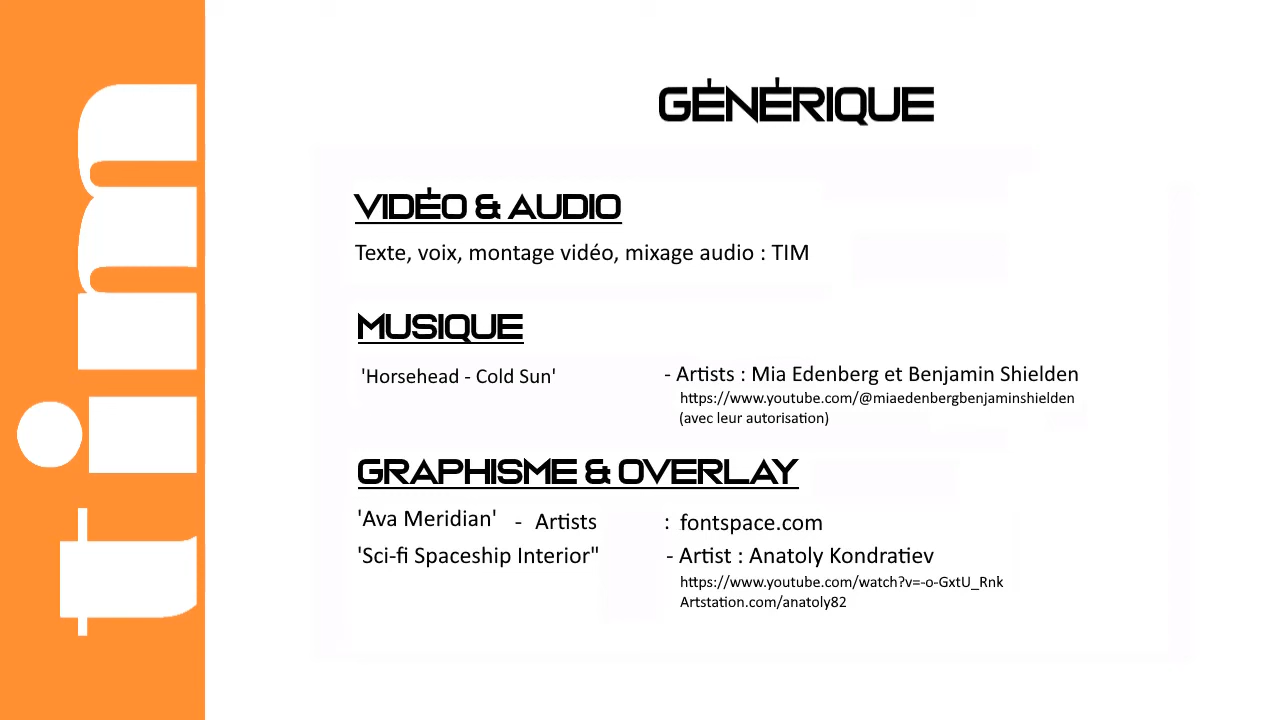 tim
GÉNÉRIQUE
VIDÉO & AUDIO
Texte, voix, montage vidéo, mixage audio : TIM
MUSIQUE
'Horsehead - Cold Sun' - Artists : Mia Edenberg et Benjamin Shielden
https://www.youtube.com/@miaedenbergbenjaminshielden
(avec leur autorisation)
GRAPHISME & OVERLAY
'Ava Meridian' - Artists : fontspace.com
'Sci-fi Spaceship Interior" - Artist : Anatoly Kondratiev
https://www.youtube.com/watch?v=-o-GxtU_Rnk
Artstation.com/anatoly82